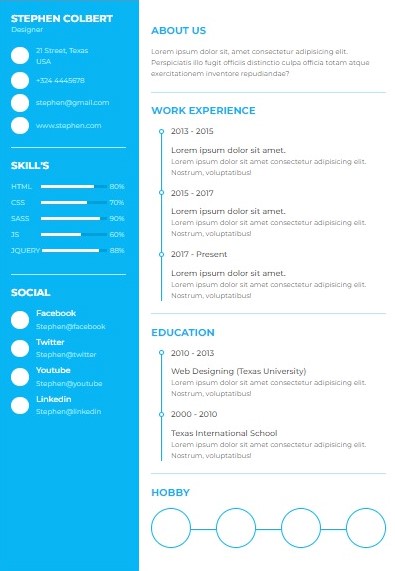 STEPHEN COLBERT
Designer
21 Street, Texas
USA
+324 4445678
stephen@gmail.com
www.stephen.com
SKILL'S
HTML 80%
CSS 70%
SASS 90%
JS 60%
JQUERY 88%
SOCIAL
Facebook
Stephen@facebook
Twitter
Stephen@twitter
Youtube
Stephen@youtube
Linkedin
Stephen@linkedin
ABOUT US
Lorem ipsum dolor sit amet, consectetur adipisicing elit.
Perspiciatis illo fugit officiis distinctio culpa officia totam atque
exercitationem inventore repudiandae?
WORK EXPERIENCE
2013 - 2015
Lorem ipsum dolor sit amet.
Lorem ipsum dolor sit amet consectetur adipisicing elit.
Nostrum, voluptatibus!
2015 - 2017
Lorem ipsum dolor sit amet.
Lorem ipsum dolor sit amet consectetur adipisicing elit.
Nostrum, voluptatibus!
2017 - Present
Lorem ipsum dolor sit amet.
Lorem ipsum dolor sit amet consectetur adipisicing elit.
Nostrum, voluptatibus!
EDUCATION
2010 - 2013
Web Designing (Texas University)
Lorem ipsum dolor sit amet consectetur adipisicing elit.
Nostrum, voluptatibus!
2000 - 2010
Texas International School
Lorem ipsum dolor sit amet consectetur adipisicing elit.
Nostrum, voluptatibus!
HOBBY